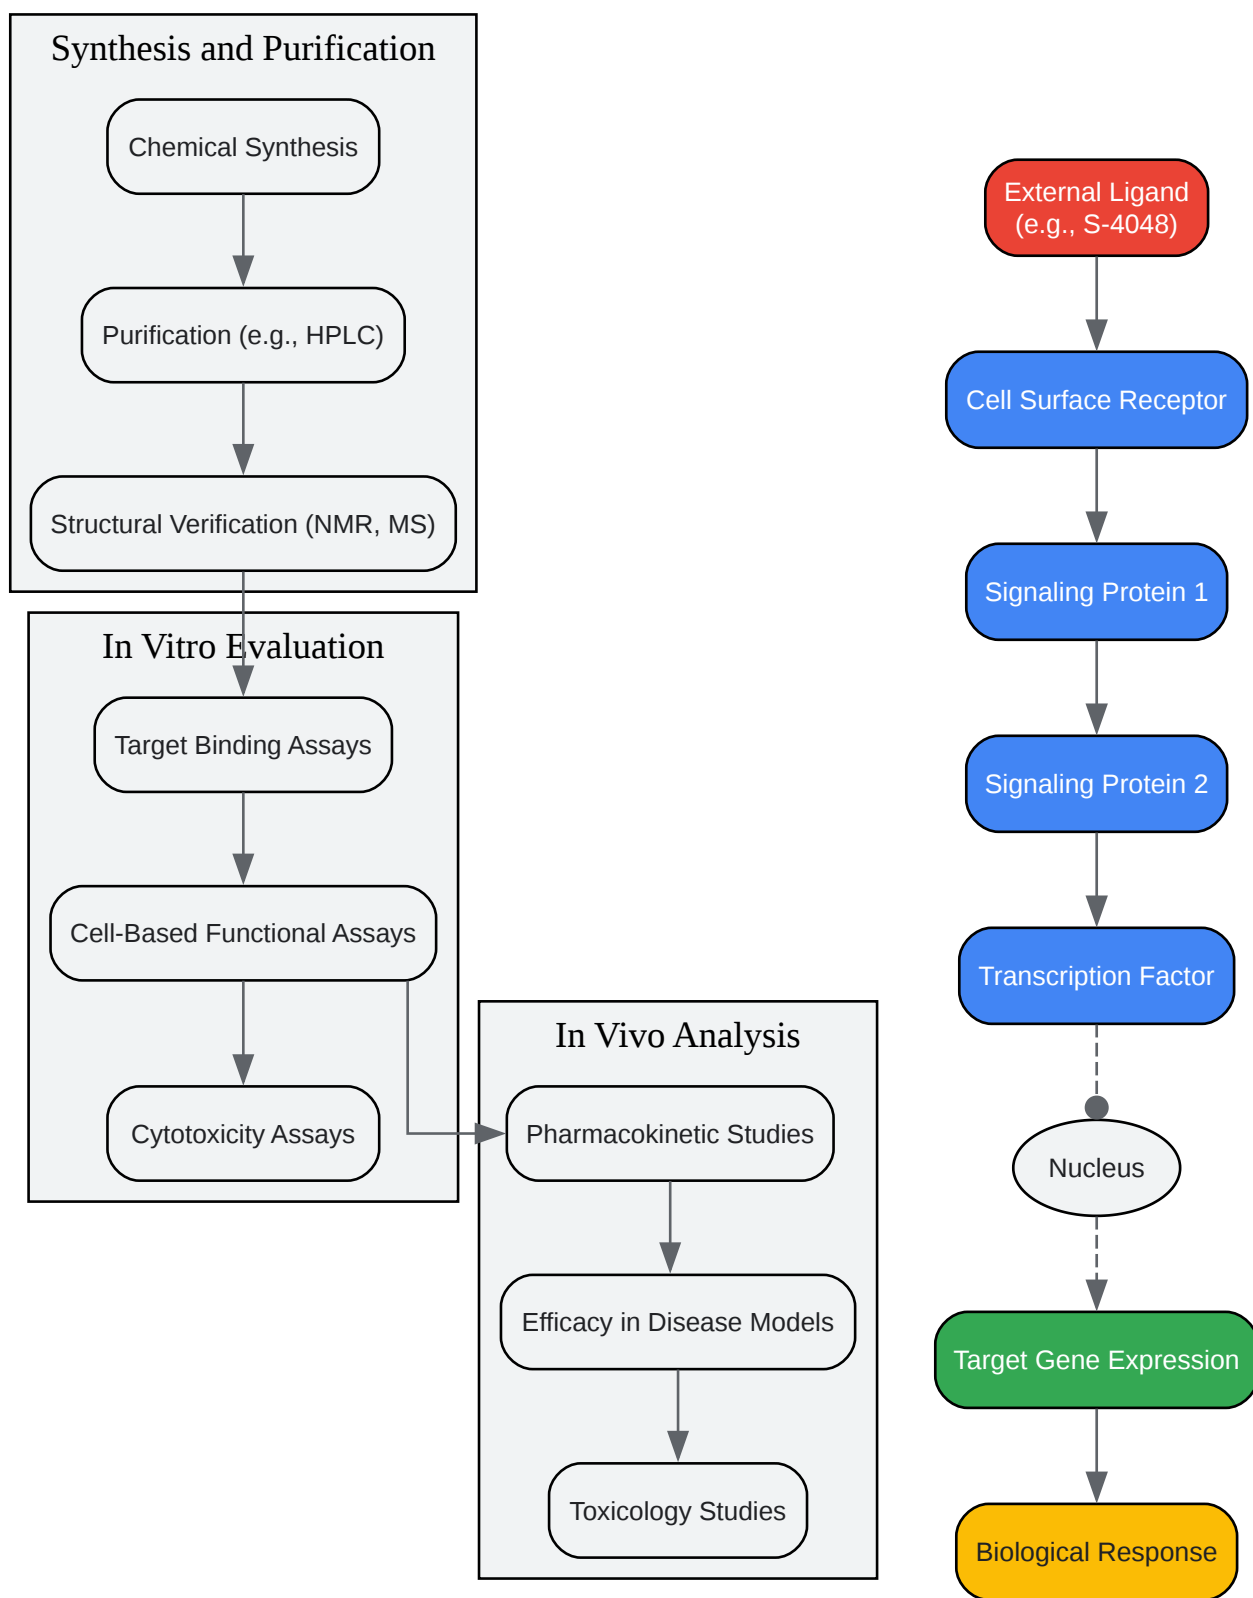 Synthesis and Purification
Chemical Synthesis
Purification (e.g., HPLC)
Structural Verification (NMR, MS)
In Vitro Evaluation
Target Binding Assays
Cell-Based Functional Assays
Cytotoxicity Assays
In Vivo Analysis
Pharmacokinetic Studies
Efficacy in Disease Models
Toxicology Studies
External Ligand
(e.g., S-4048)
Cell Surface Receptor
Signaling Protein 1
Signaling Protein 2
Transcription Factor
Nucleus
Target Gene Expression
Biological Response